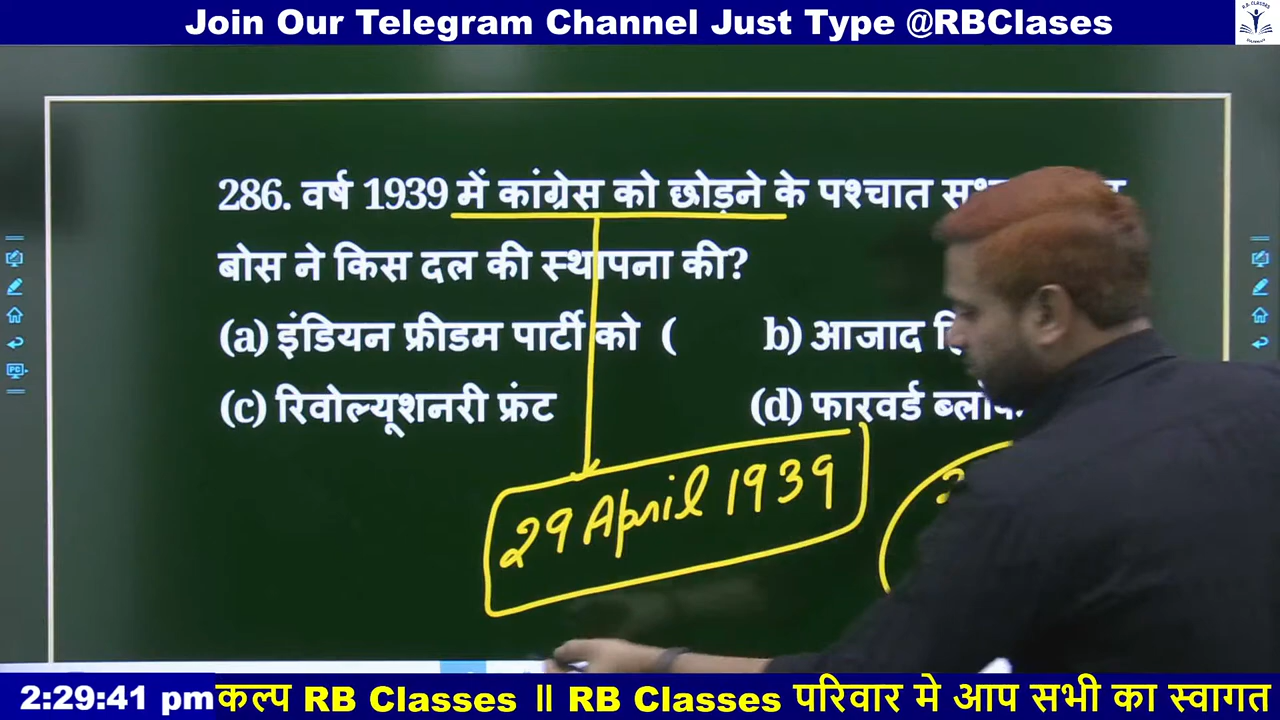 Join Our Telegram Channel Just Type @RBClases
286. वर्ष 1939 में कांग्रेस को छोड़ने के पश्चात
बोस ने किस दल की स्थापना की?
(a) इंडियन फ्रीडम पार्टी को ( b) आजाद
(c) रिवोल्यूशनरी फ्रंट (d) फारवर्ड
29 April 1939
2:29:41 pm कल्प RB Classes ॥ RB Classes परिवार मे आप सभी का स्वागत